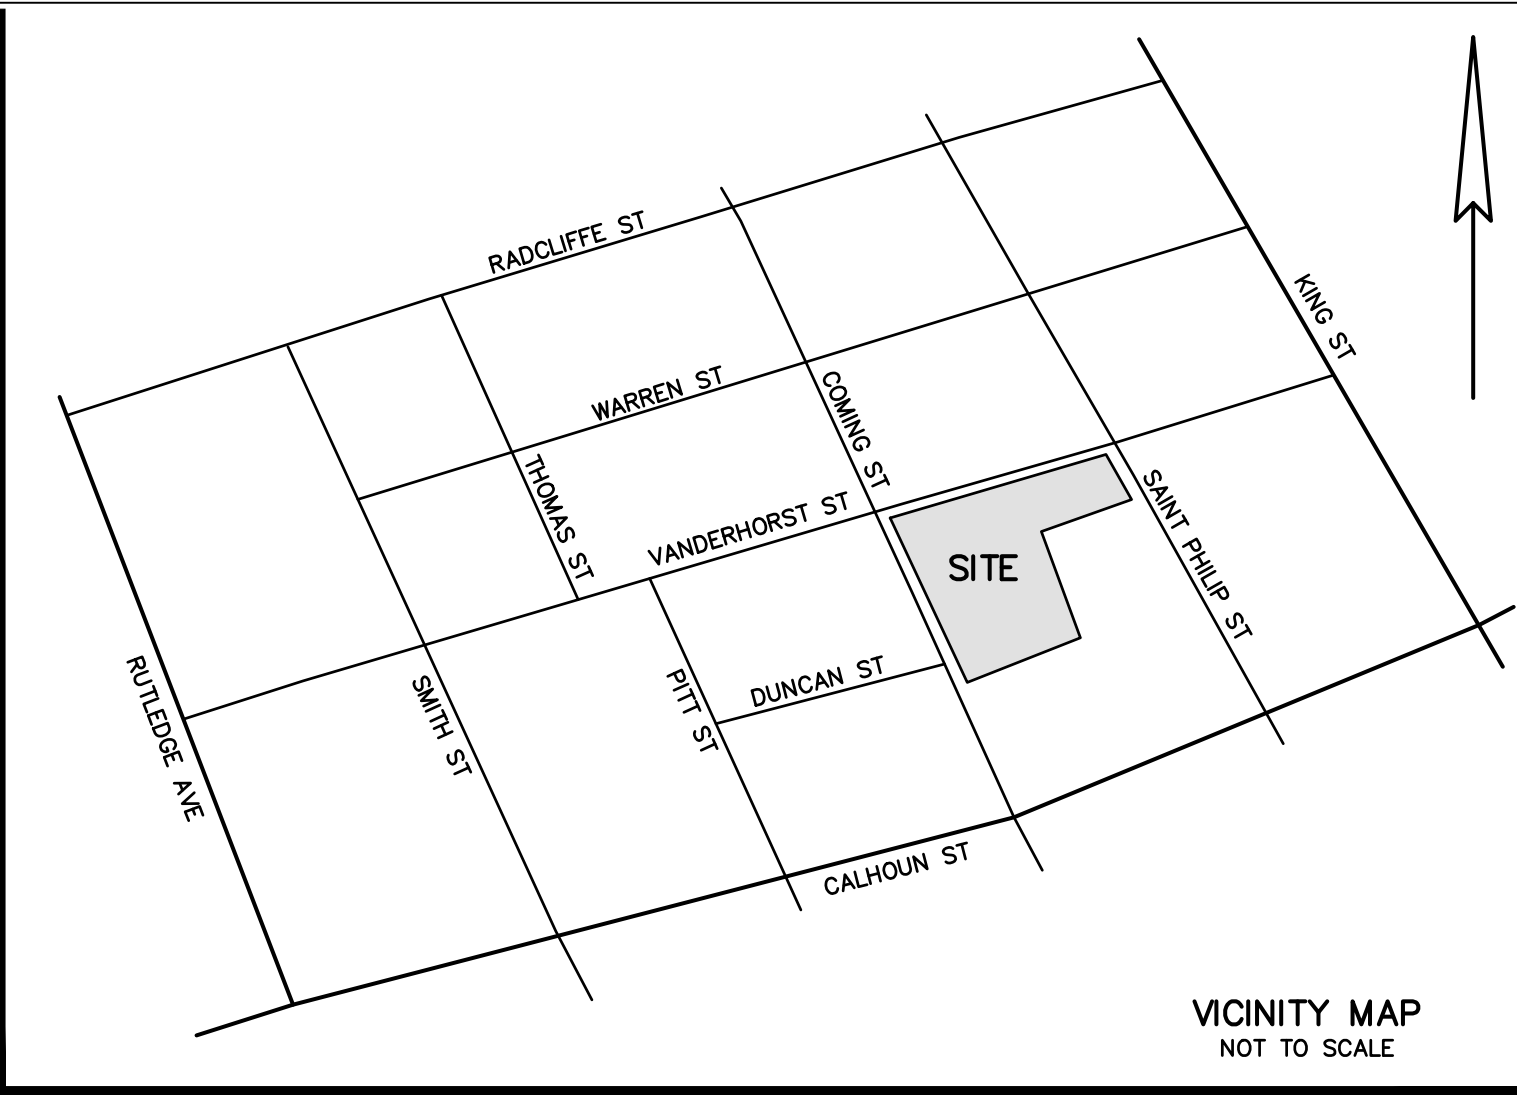 RADCLIFFE ST
KING ST
WARREN ST
COMING ST
THOMAS ST
VANDERHORST ST
SAINT PHILIP ST
SITE
RUTLEDGE AVE
SMITH ST
PITT ST
DUNCAN ST
CALHOUN ST
VICINITY MAP
NOT TO SCALE